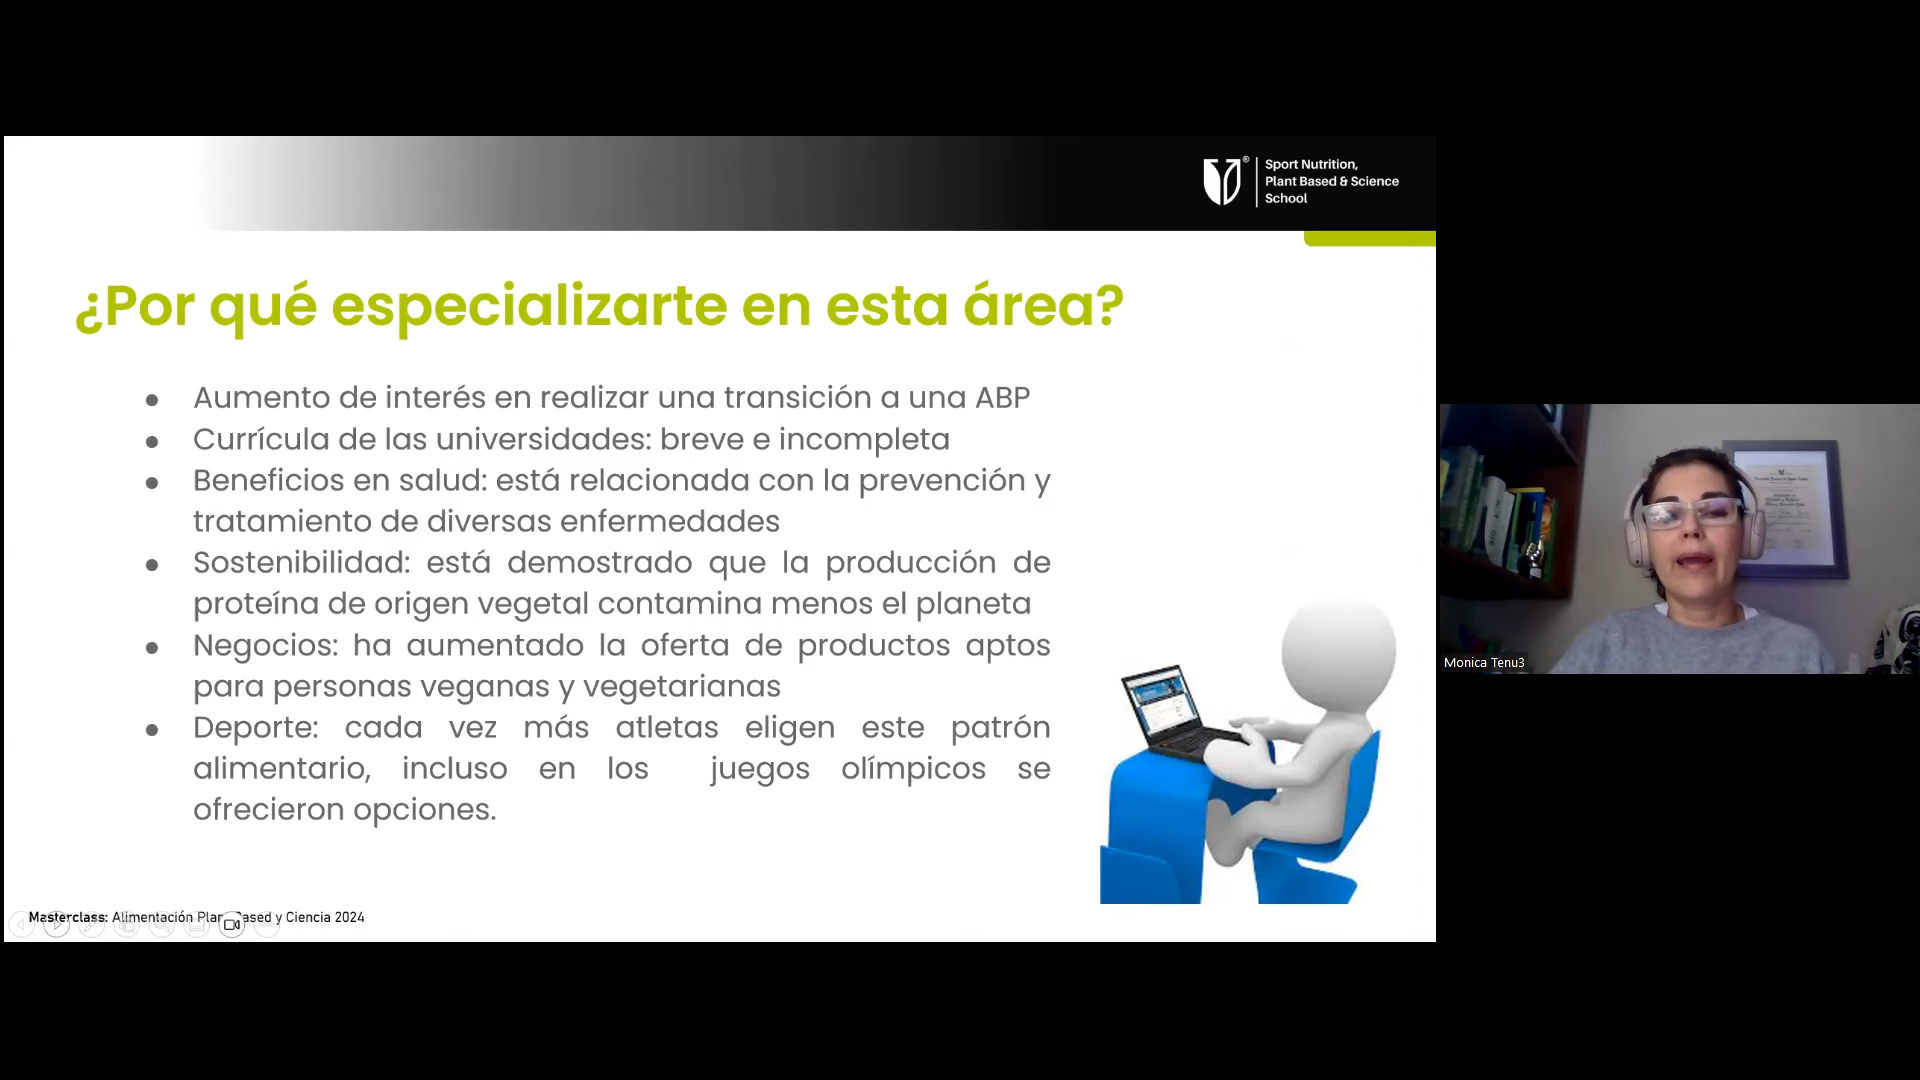 Sport Nutrition,
Plant Based & Science
School
¿Por qué especializarte en esta área?
● Aumento de interés en realizar una transición a una ABP
● Currícula de las universidades: breve e incompleta
● Beneficios en salud: está relacionada con la prevención y
tratamiento de diversas enfermedades
● Sostenibilidad: está demostrado que la producción de
proteína de origen vegetal contamina menos el planeta
● Negocios: ha aumentado la oferta de productos aptos
para personas veganas y vegetarianas
● Deporte: cada vez más atletas eligen este patrón
alimentario, incluso en los juegos olímpicos se
ofrecieron opciones.
Masterclass: Alimentación Plant Based y Ciencia 2024
Monica Tenu3